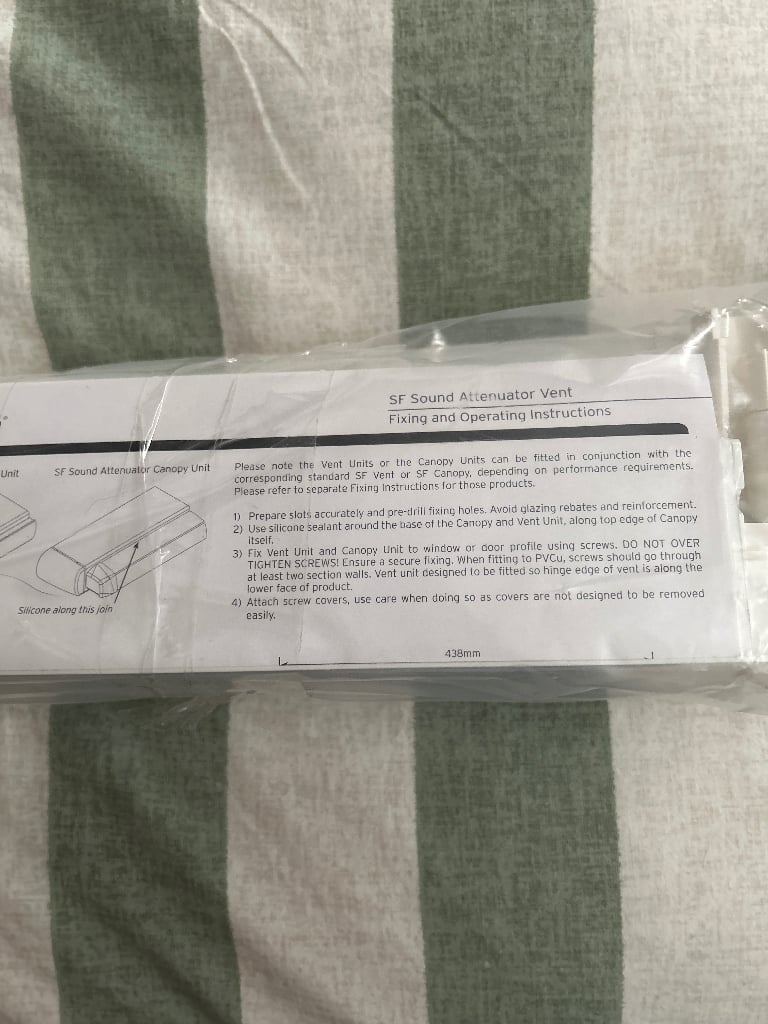 SF Sound Attenuator Vent
Fixing and Operating Instructions
Unit
SF Sound Attenuator Canopy Unit
Silicone along this join
Please note the Vent Units or the Canopy Units can be fitted in conjunction with the
corresponding standard SF Vent or SF Canopy, depending on performance requirements.
Please refer to separate Fixing Instructions for those products.
1) Prepare slots accurately and pre-drill fixing holes. Avoid glazing rebates and reinforcement.
2) Use silicone sealant around the base of the Canopy and Vent Unit, along top edge of Canopy
itself.
3) Fix Vent Unit and Canopy Unit to window or door profile using screws. DO NOT OVER
TIGHTEN SCREWS! Ensure a secure fixing. When fitting to PVCu, screws should go through
at least two section walls. Vent unit designed to be fitted so hinge edge of vent is along the
lower face of product.
4) Attach screw covers, use care when doing so as covers are not designed to be removed
easily.
438mm